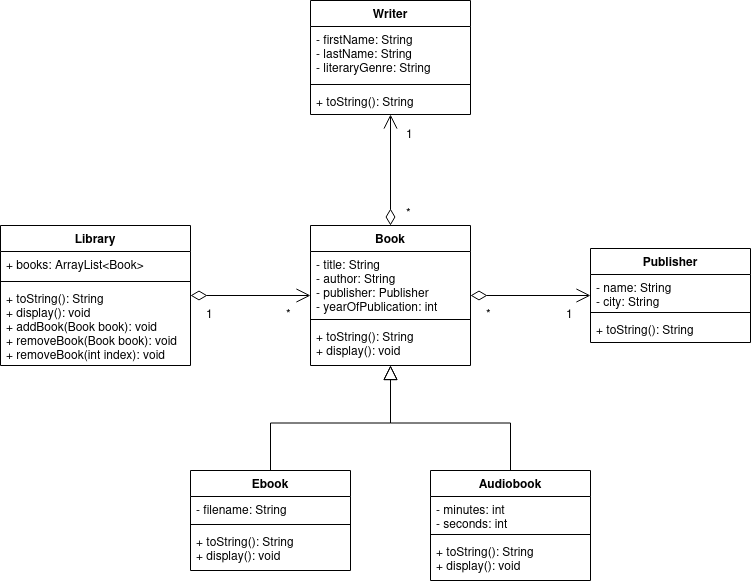 Writer
- firstName: String
- lastName: String
- literaryGenre: String
+ toString(): String
1
*
Library
+ books: ArrayList<Book>
+ toString(): String
+ display(): void
+ addBook(Book book): void
+ removeBook(Book book): void
+ removeBook(int index): void
1
*
Book
- title: String
- author: String
- publisher: Publisher
- yearOfPublication: int
+ toString(): String
+ display(): void
*
1
Publisher
- name: String
- city: String
+ toString(): String
Ebook
- filename: String
+ toString(): String
+ display(): void
Audiobook
- minutes: int
- seconds: int
+ toString(): String
+ display(): void